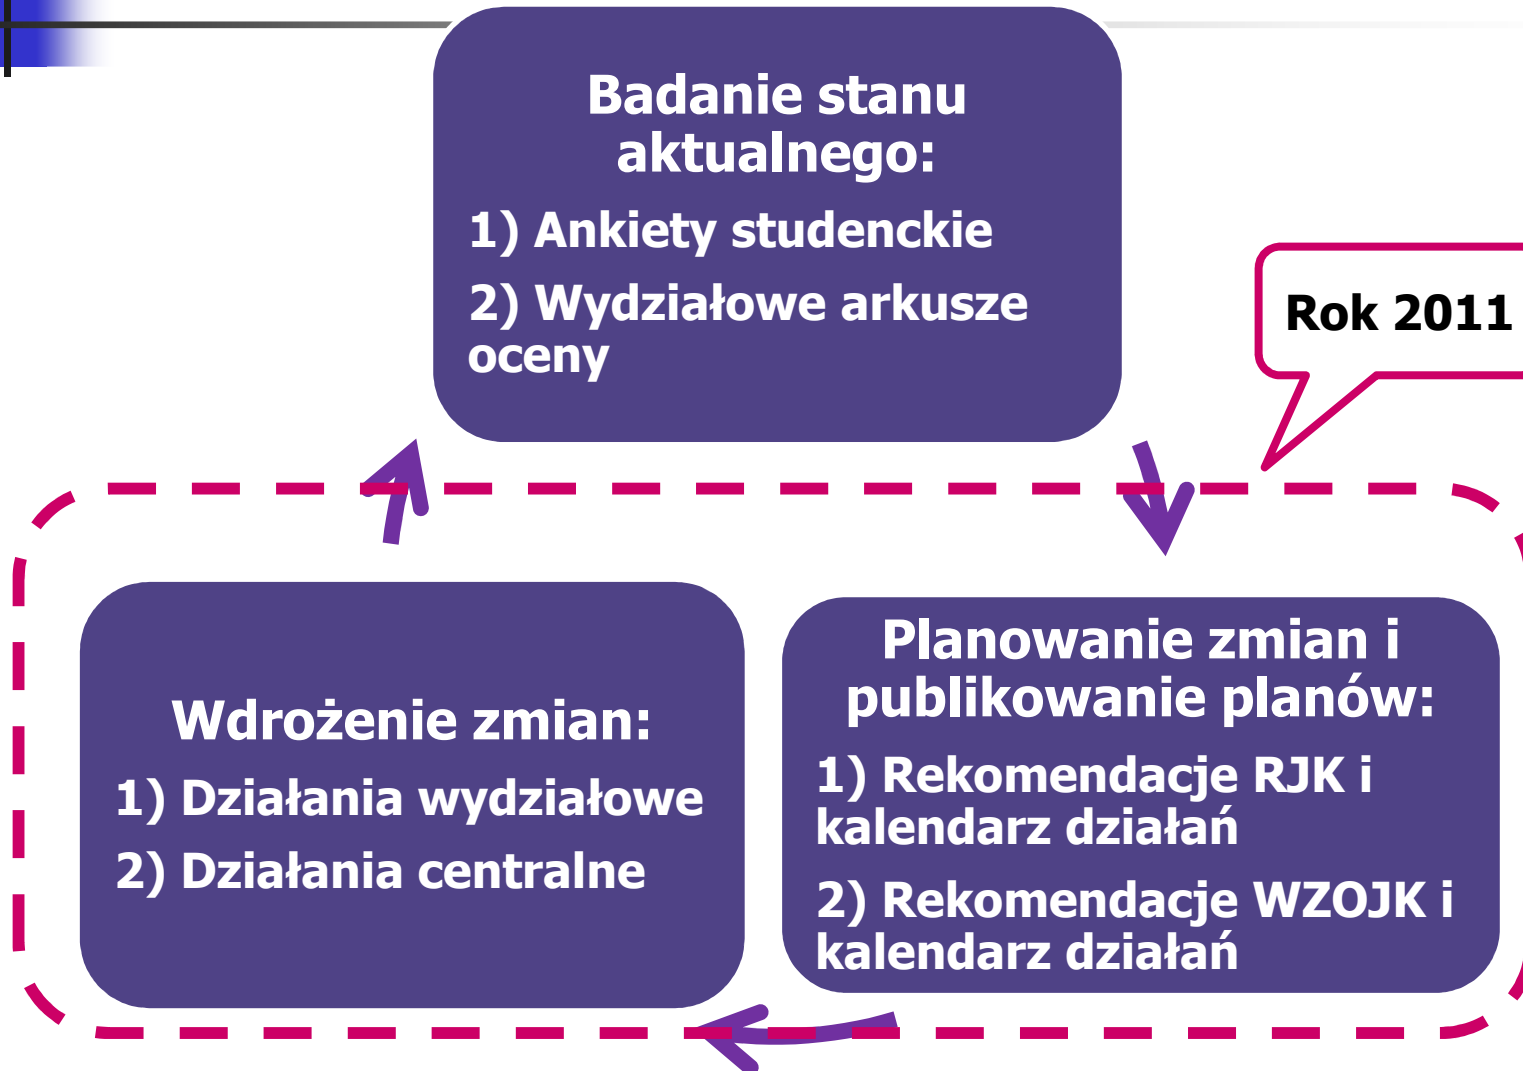 Badanie stanu
aktualnego:
1) Ankiety studenckie
2) Wydziałowe arkusze
oceny
Rok 2011
Wdrożenie zmian:
1) Działania wydziałowe
2) Działania centralne
Planowanie zmian i
publikowanie planów:
1) Rekomendacje RJK i
kalendarz działań
2) Rekomendacje WZOJK i
kalendarz działań